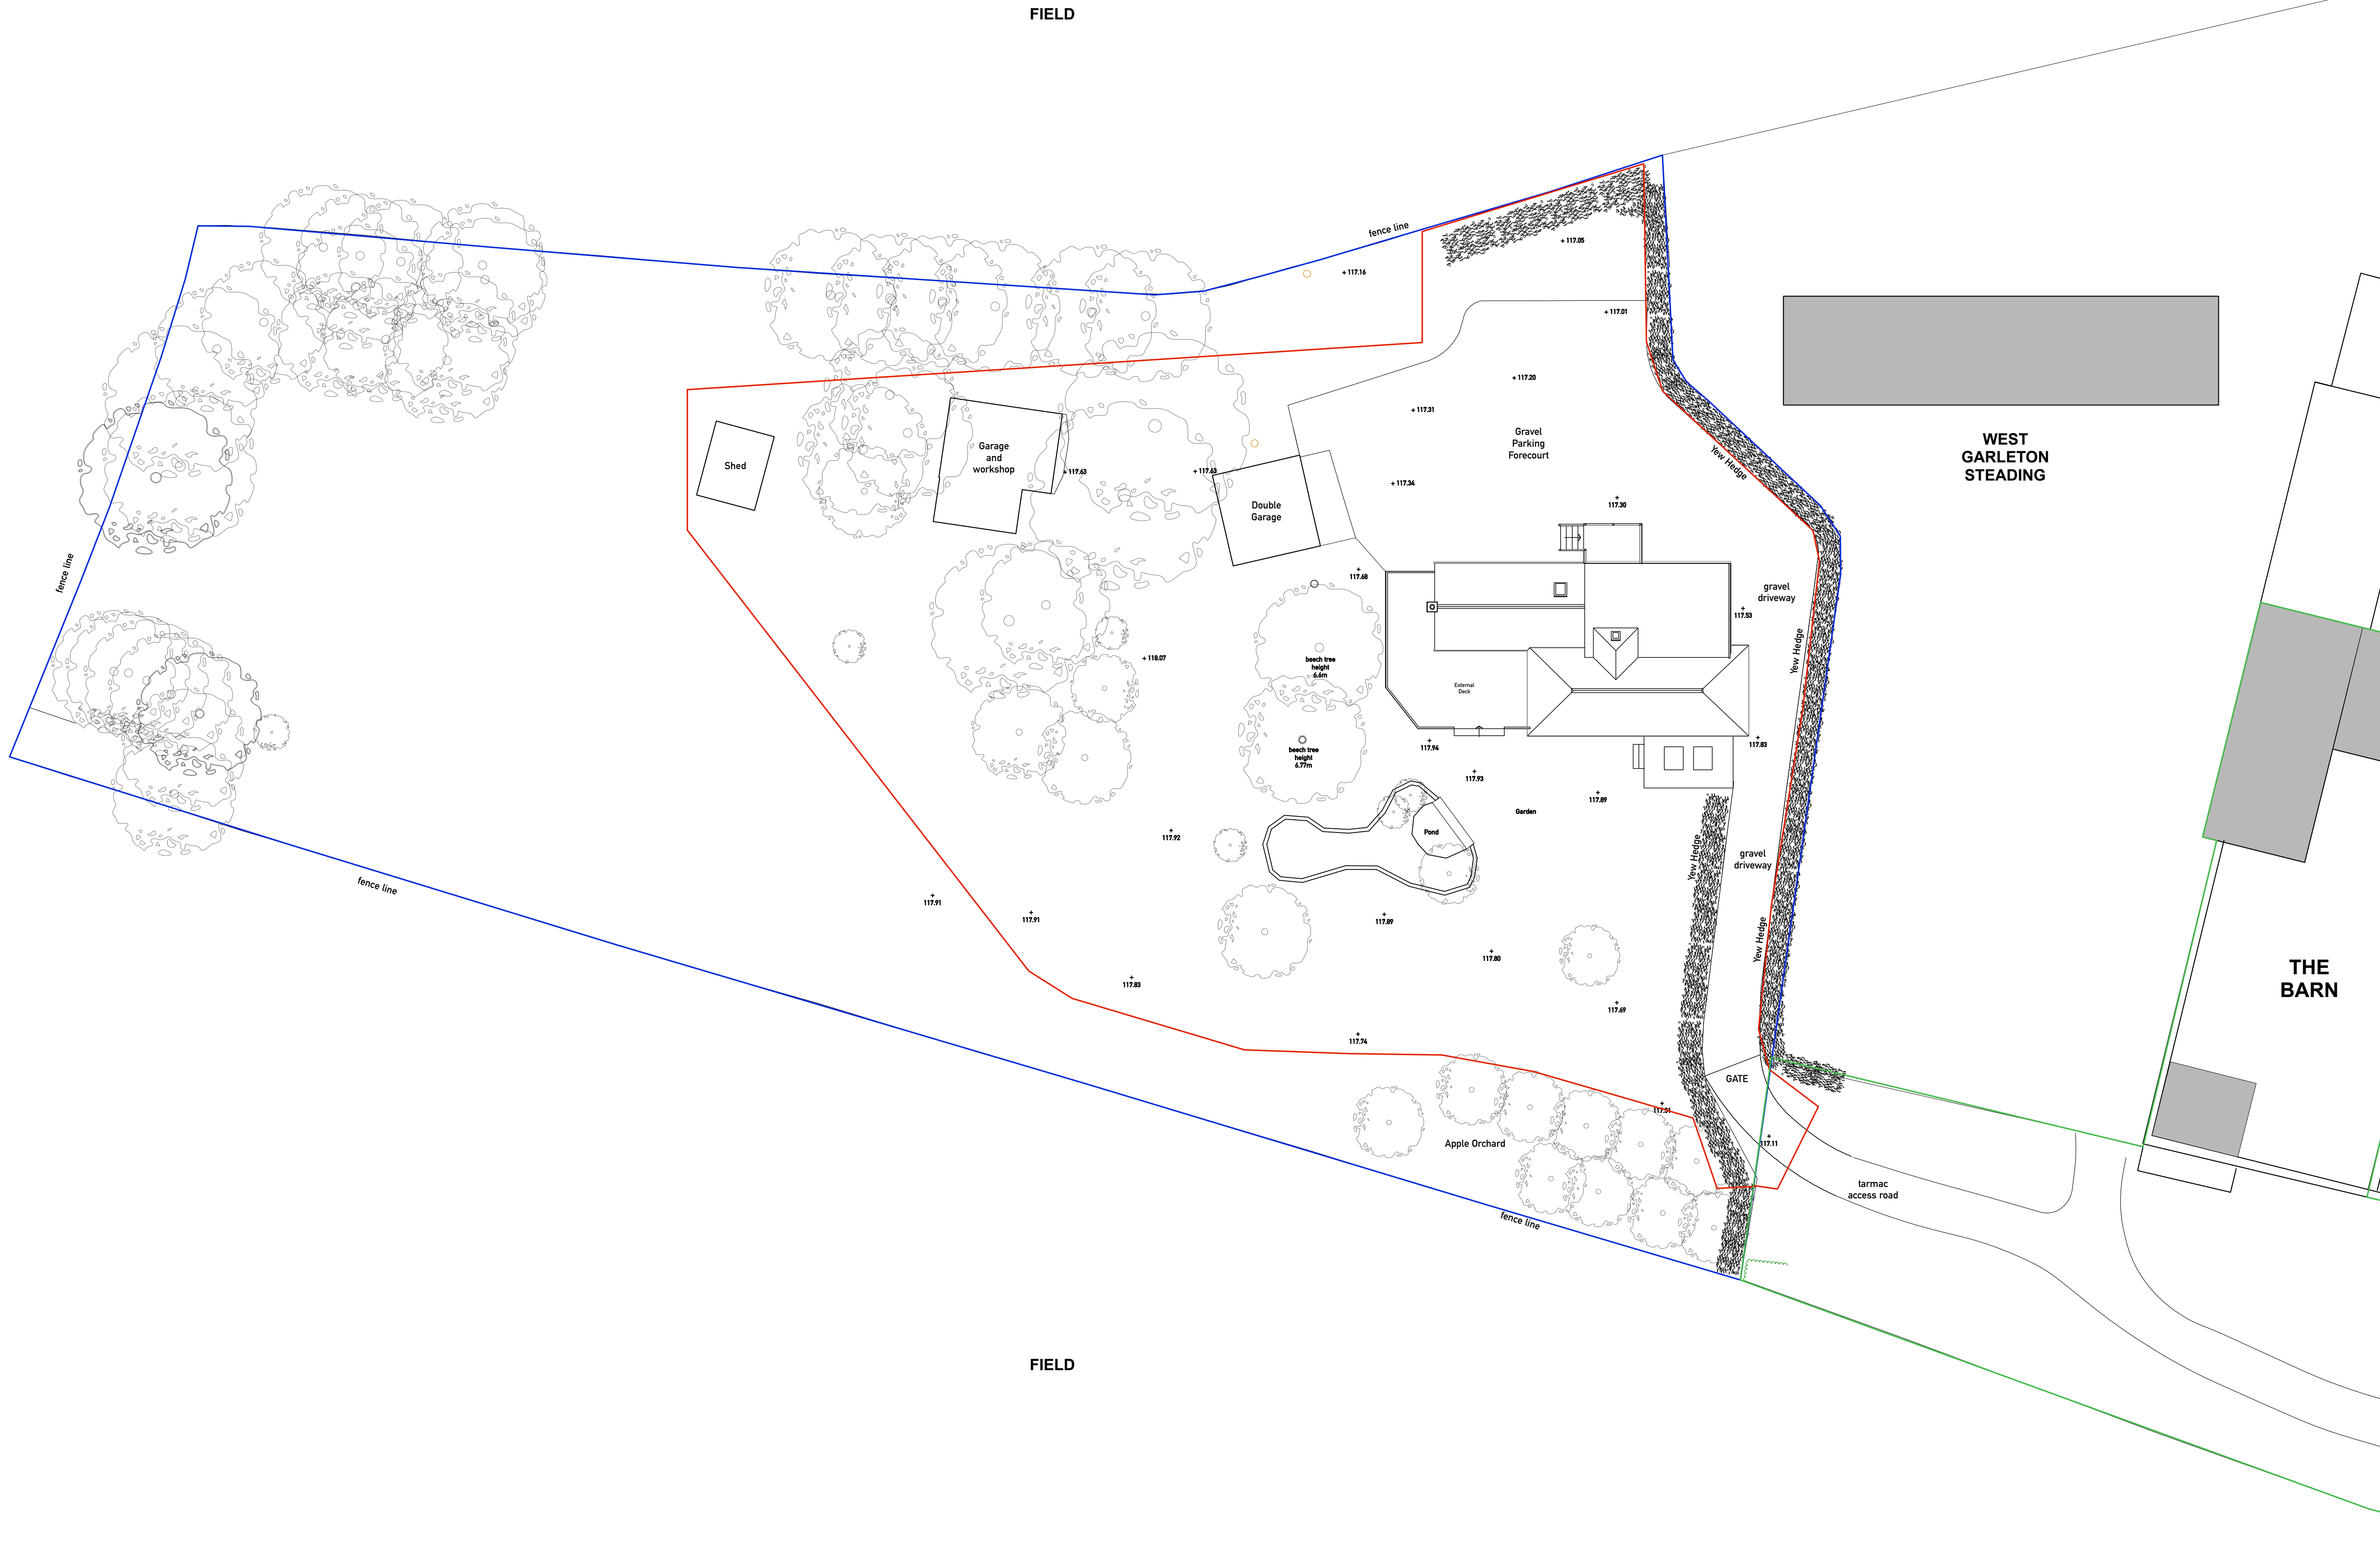 FIELD
fence line
+ 117.05
+ 117.16
+ 117.01
+ 117.20
+ 117.31
Gravel
Parking
Forecourt
WEST
GARLETON
STEADING
Shed
Garage
and
workshop
+ 117.63
+ 117.63
Yew Hedge
+ 117.34
Double
Garage
+
117.30
fence line
+
117.68
gravel
driveway
+
117.53
Yew Hedge
+ 118.07
beech tree
height
6.6m
External
Deck
beech tree
height
6.77m
+
117.94
+
117.83
+
117.93
+
117.89
Garden
+
117.92
Pond
Yew Hedge
gravel
driveway
fence line
+
117.91
+
117.91
+
117.89
Yew Hedge
+
117.80
THE
BARN
+
117.83
+
117.69
+
117.74
GATE
+
117.21
Apple Orchard
+
117.11
tarmac
access road
fence line
FIELD